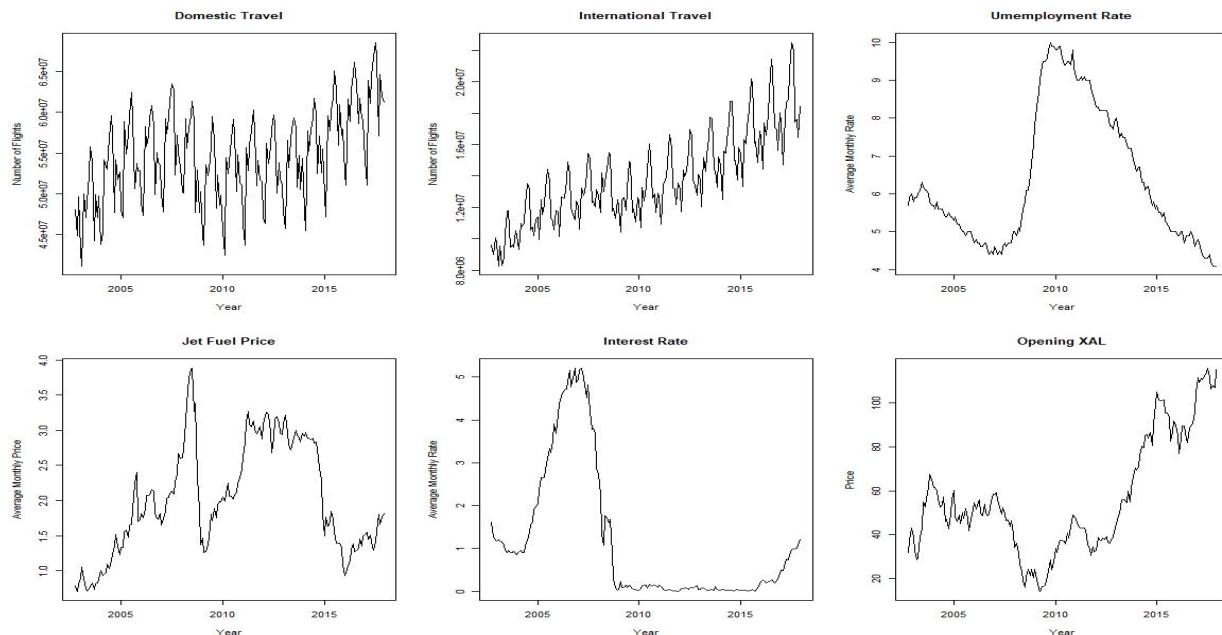 Domestic Travel
Number of Flights
6.5e+07
6.0e+07
5.5e+07
5.0e+07
4.5e+07
2005 2010 2015
Year
International Travel
Number of Flights
2.0e+07
1.6e+07
1.2e+07
8.0e+06
2005 2010 2015
Year
Umemployment Rate
Average Monthly Rate
10
9
8
7
6
5
4
2005 2010 2015
Year
Jet Fuel Price
Average Monthly Price
4.0
3.5
3.0
2.5
2.0
1.5
1.0
2005 2010 2015
Year
Interest Rate
Average Monthly Rate
5
4
3
2
1
0
2005 2010 2015
Year
Opening XAL
Price
100
80
60
40
20
2005 2010 2015
Year